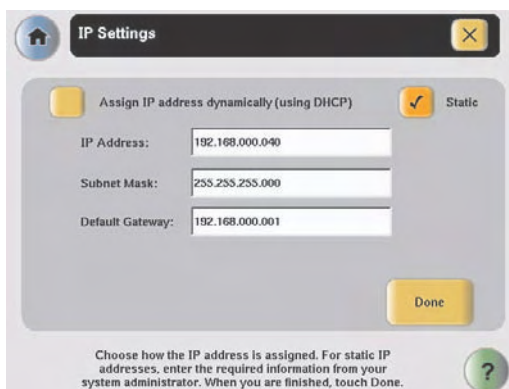 IP Settings
Assign IP address dynamically (using DHCP)
Static
IP Address:
192.168.000.040
Subnet Mask:
255.255.255.000
Default Gateway:
192.168.000.001
Done
Choose how the IP address is assigned. For static IP
addresses, enter the required information from your
system administrator. When you are finished, touch Done.
?